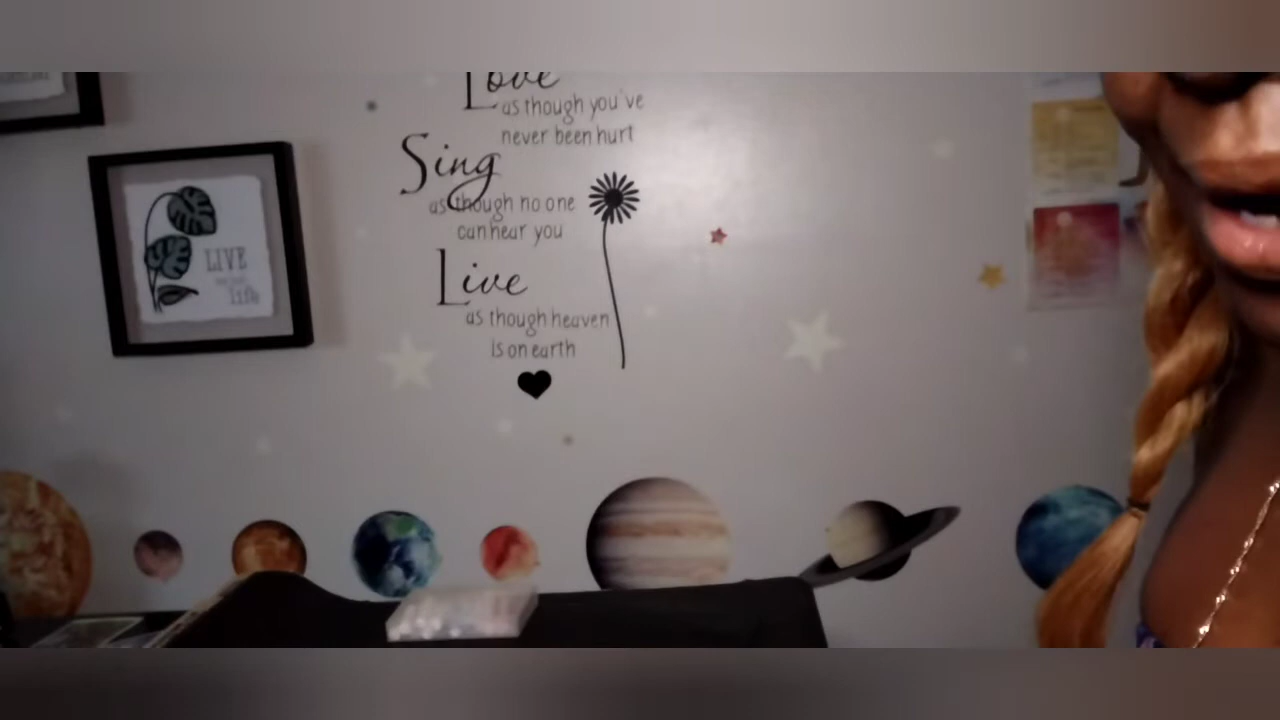 Love
as though you've
never been hurt
Sing
as though no one
can hear you
Live
as though heaven
is on earth
LIVE
life